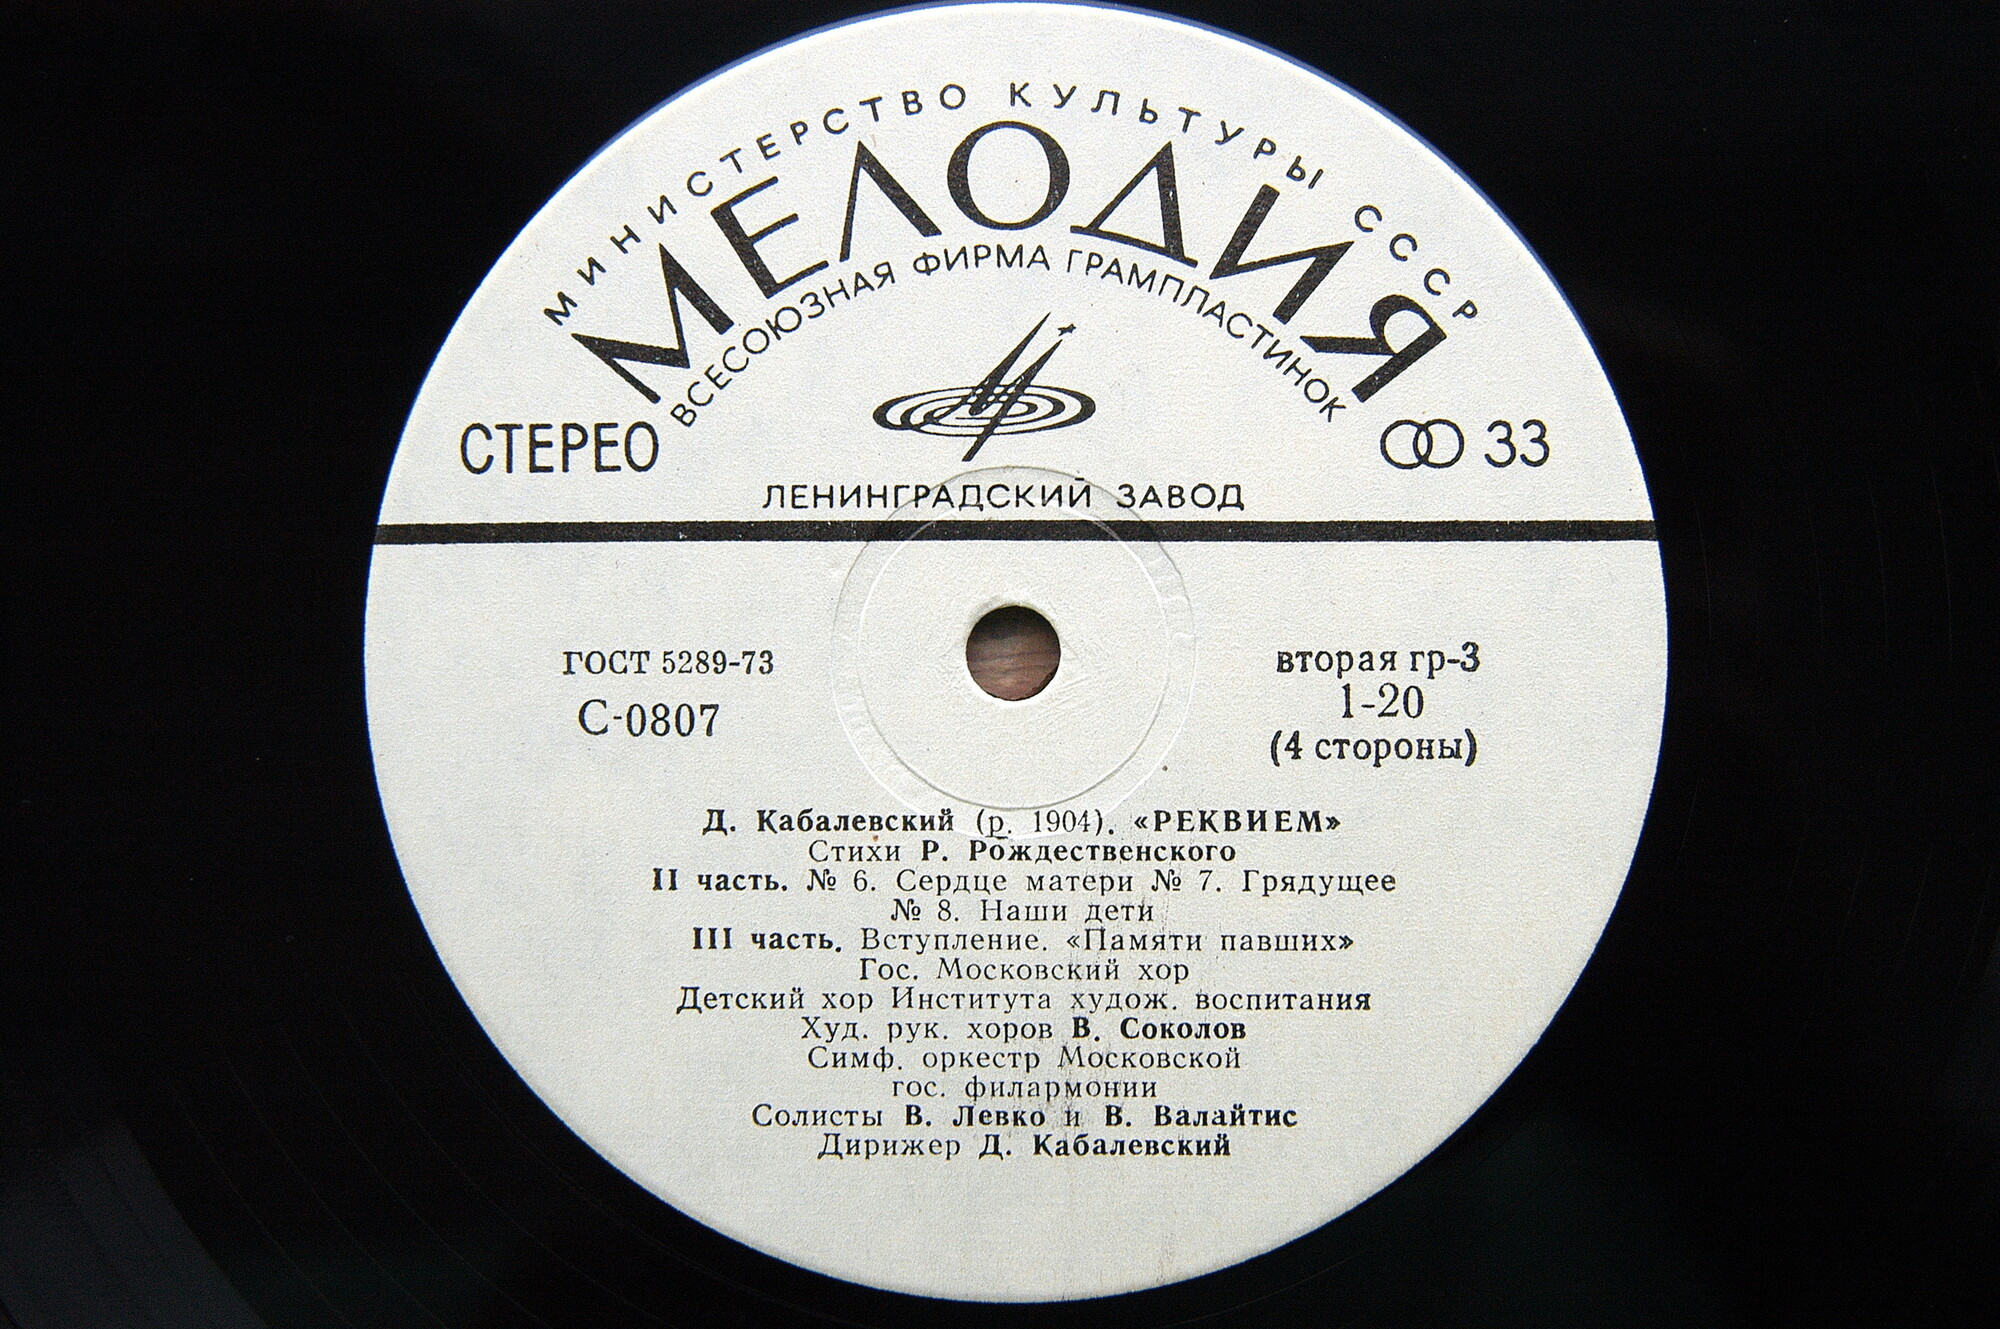 МИНИСТЕРСТВО КУЛЬТУРЫ СССР
МЕЛОДИЯ
ВСЕСОЮЗНАЯ ФИРМА ГРАМПЛАСТИНОК
СТЕРЕО
33
ЛЕНИНГРАДСКИЙ ЗАВОД
ГОСТ 5289-73
С-0807
вторая гр-3
1-20
(4 стороны)
Д. Кабалевский (р. 1904). «РЕКВИЕМ»
Стихи Р. Рождественского
II часть. № 6. Сердце матери № 7. Грядущее
№ 8. Наши дети
III часть. Вступление. «Памяти павших»
Гос. Московский хор
Детский хор Института худож. воспитания
Худ. рук. хоров В. Соколов
Симф. оркестр Московской
гос. филармонии
Солисты В. Левко и В. Валайтис
Дирижер Д. Кабалевский